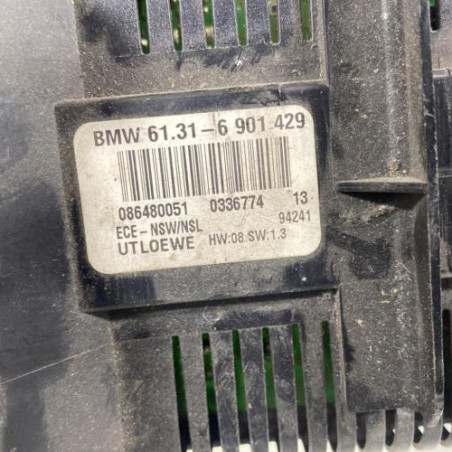 BMW 61.31-6 901 429
086480051 0336774 13
ECE-NSW/NSL 94241
UTLOEWE HW:08 SW:1.3